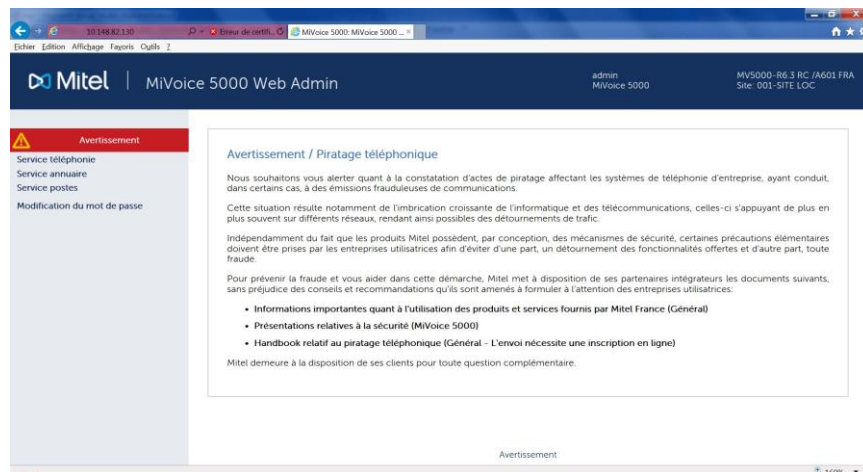 10.148.82.130
Erreur de certifi...
MiVoice 5000: MiVoice 5000 ...
Fichier Edition Affichage Favoris Outils ?
Mitel | MiVoice 5000 Web Admin
admin
MiVoice 5000
MV5000-R6.3 RC /A601 FRA
Site: 001-SITE LOC
Avertissement
Service téléphonie
Service annuaire
Service postes
Modification du mot de passe
Avertissement / Piratage téléphonique
Nous souhaitons vous alerter quant à la constatation d'actes de piratage affectant les systèmes de téléphonie d'entreprise, ayant conduit,
dans certains cas, à des émissions frauduleuses de communications.
Cette situation résulte notamment de l'imbrication croissante de l'informatique et des télécommunications, celles-ci s'appuyant de plus en
plus souvent sur différents réseaux, rendant ainsi possibles des détournements de trafic.
Indépendamment du fait que les produits Mitel possèdent, par conception, des mécanismes de sécurité, certaines précautions élémentaires
doivent être prises par les entreprises utilisatrices afin d'éviter d'une part, un détournement des fonctionnalités offertes et d'autre part, toute
fraude.
Pour prévenir la fraude et vous aider dans cette démarche, Mitel met à disposition de ses partenaires intégrateurs les documents suivants,
sans préjudice des conseils et recommandations qu'ils sont amenés à formuler à l'attention des entreprises utilisatrices:
• Informations importantes quant à l'utilisation des produits et services fournis par Mitel France (Général)
• Présentations relatives à la sécurité (MiVoice 5000)
• Handbook relatif au piratage téléphonique (Général - L'envoi nécessite une inscription en ligne)
Mitel demeure à la disposition de ses clients pour toute question complémentaire.
Avertissement